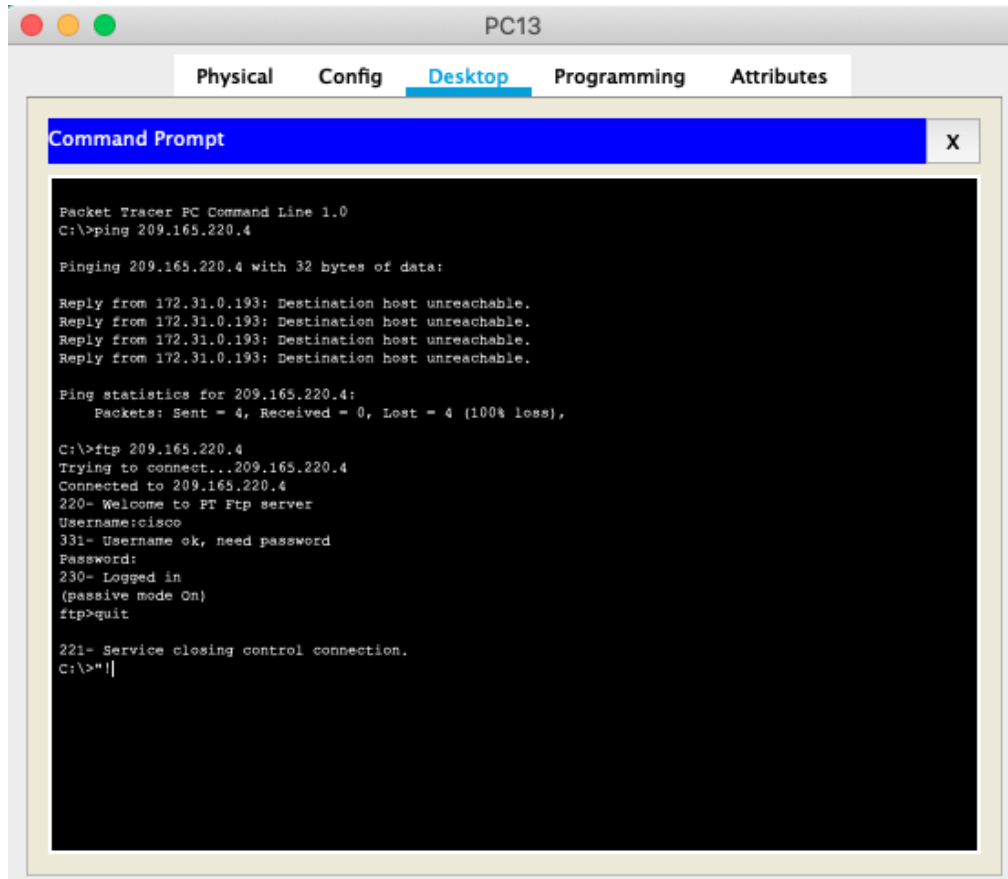 PC13
Physical Config Desktop Programming Attributes
Command Prompt
X
Packet Tracer PC Command Line 1.0
C:\>ping 209.165.220.4
Pinging 209.165.220.4 with 32 bytes of data:
Reply from 172.31.0.193: Destination host unreachable.
Reply from 172.31.0.193: Destination host unreachable.
Reply from 172.31.0.193: Destination host unreachable.
Reply from 172.31.0.193: Destination host unreachable.
Ping statistics for 209.165.220.4:
Packets: Sent = 4, Received = 0, Lost = 4 (100% loss),
C:\>ftp 209.165.220.4
Trying to connect...209.165.220.4
Connected to 209.165.220.4
220- Welcome to PT Ftp server
Username:cisco
331- Username ok, need password
Password:
230- Logged in
(passive mode On)
ftp>quit
221- Service closing control connection.
C:\>"!